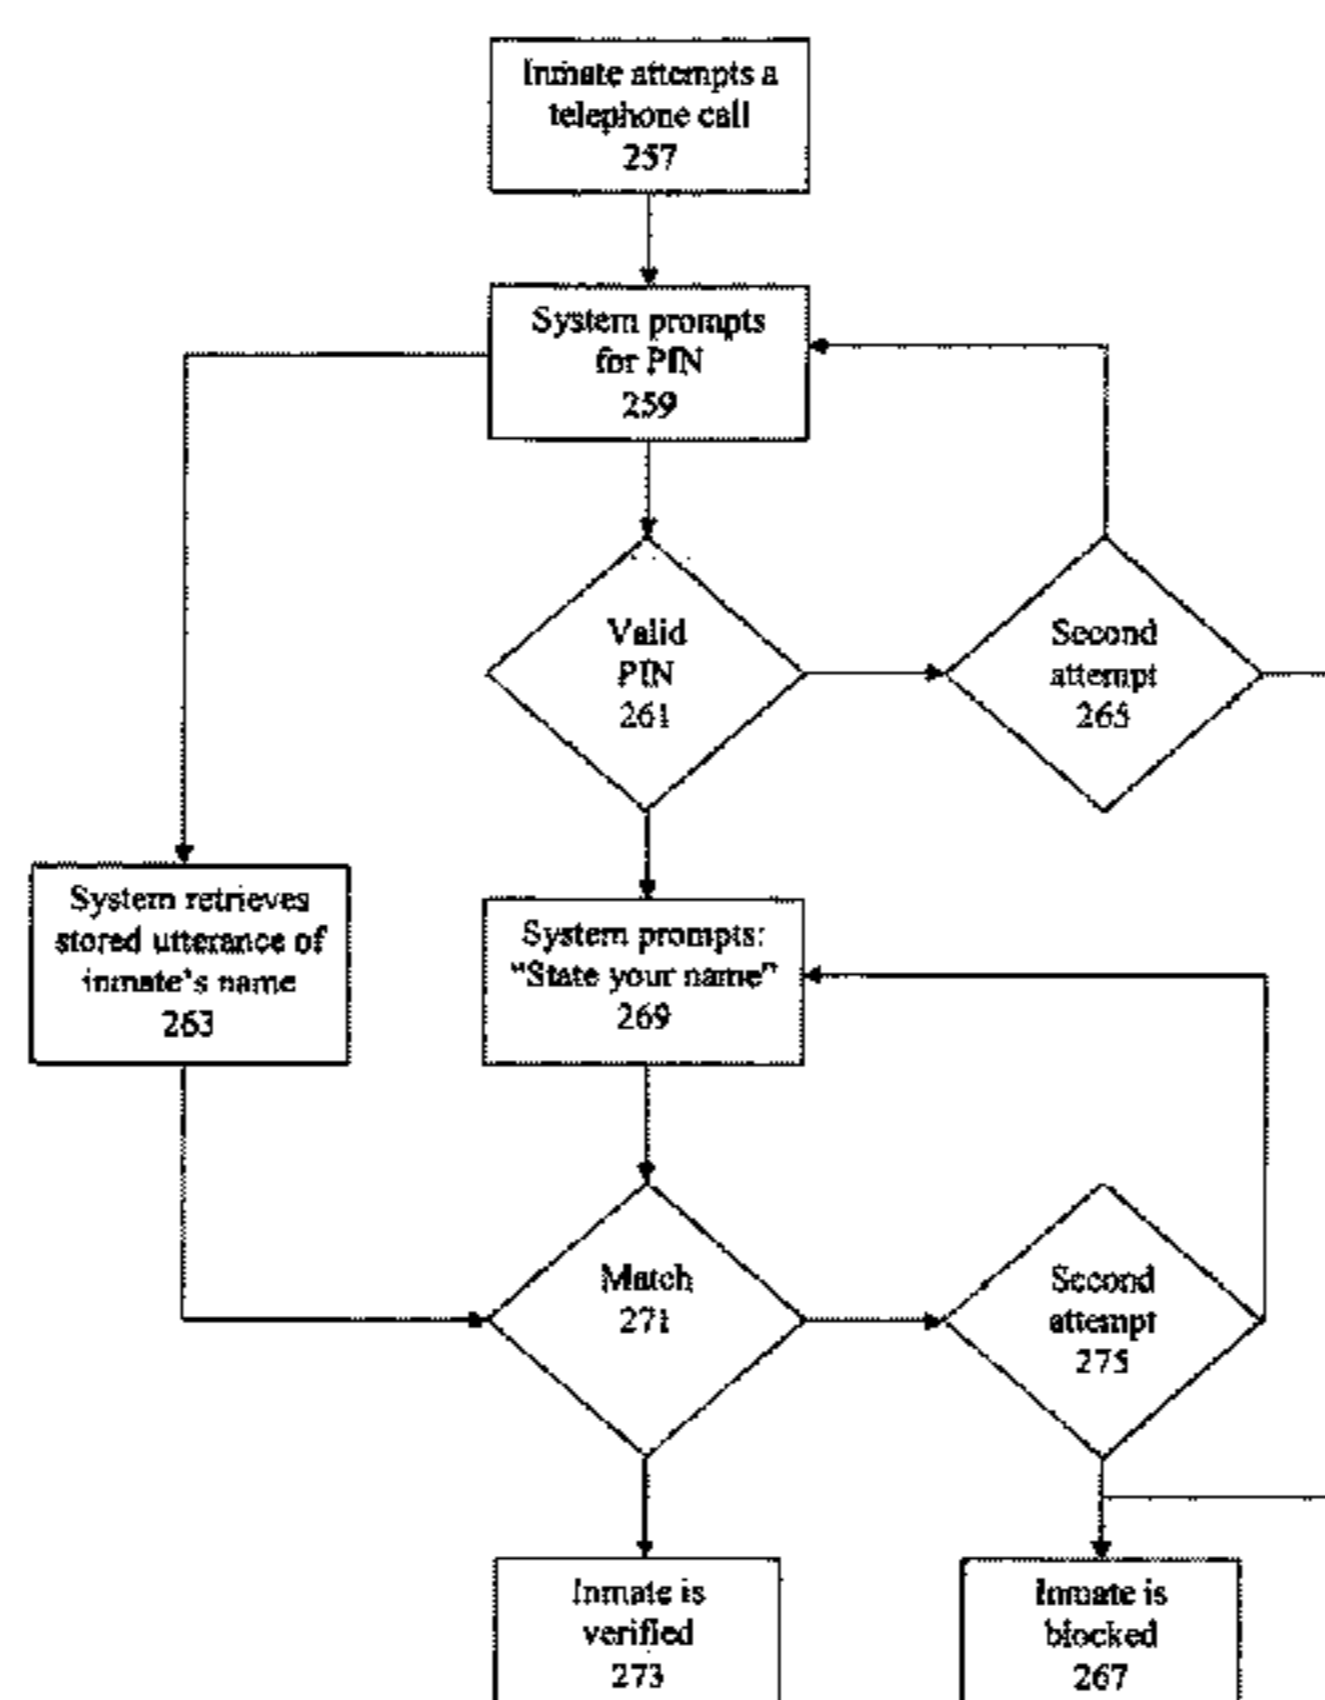 Inmate attempts a
telephone call
257
System prompts
for PIN
259
Valid
PIN
261
Second
attempt
265
System retrieves
stored utterance of
inmate's name
263
System prompts:
“State your name”
269
Match
271
Second
attempt
275
Inmate is
verified
273
Inmate is
blocked
267